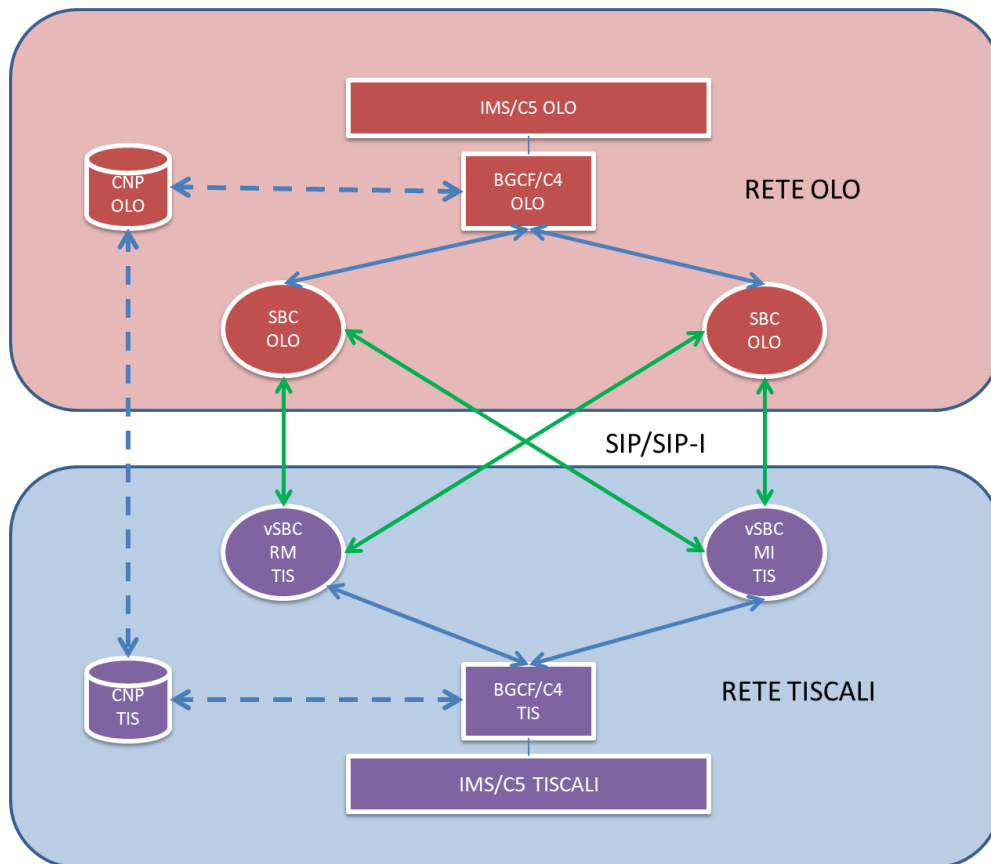 IMS/C5 OLO
CNP
OLO
BGCF/C4
OLO
RETE OLO
SBC
OLO
SBC
OLO
SIP/SIP-I
vSBC
RM
TIS
vSBC
MI
TIS
CNP
TIS
BGCF/C4
TIS
RETE TISCALI
IMS/C5 TISCALI